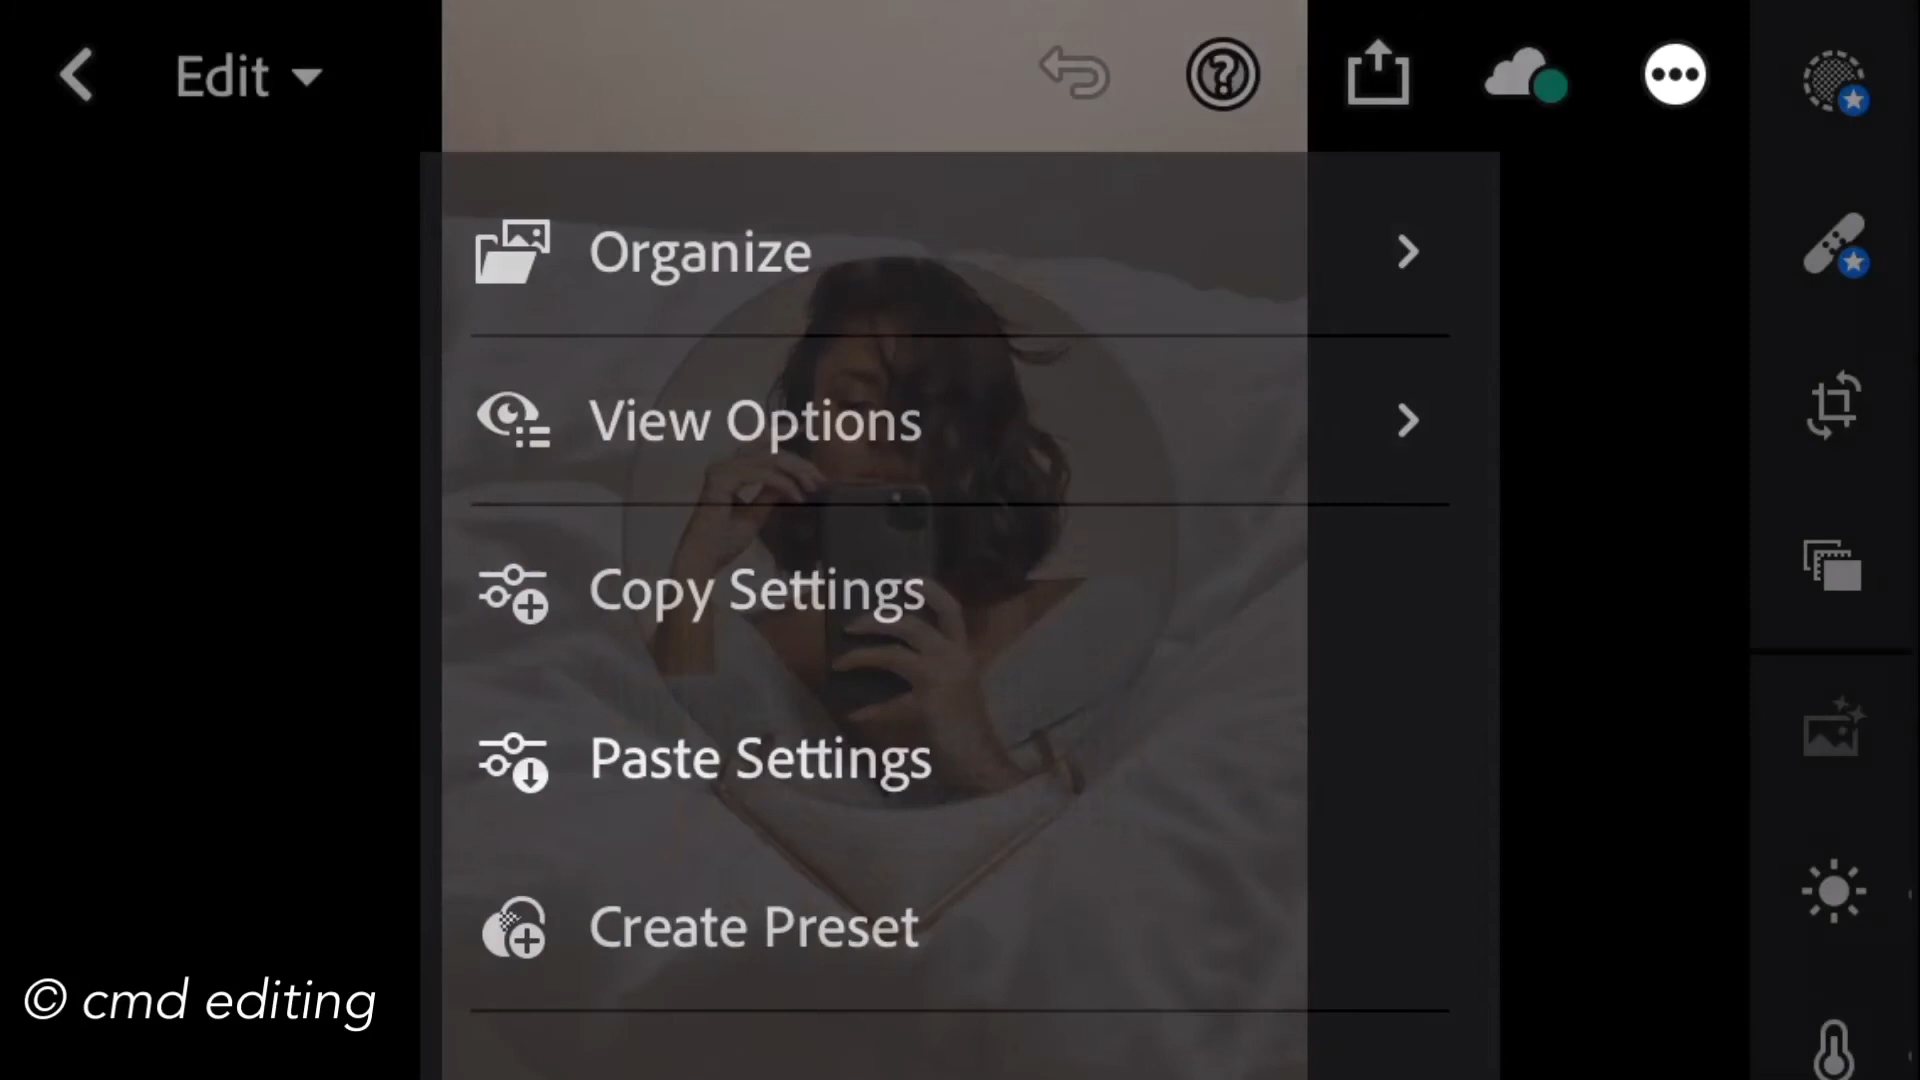 Edit
Organize
View Options
Copy Settings
Paste Settings
Create Preset
© cmd editing